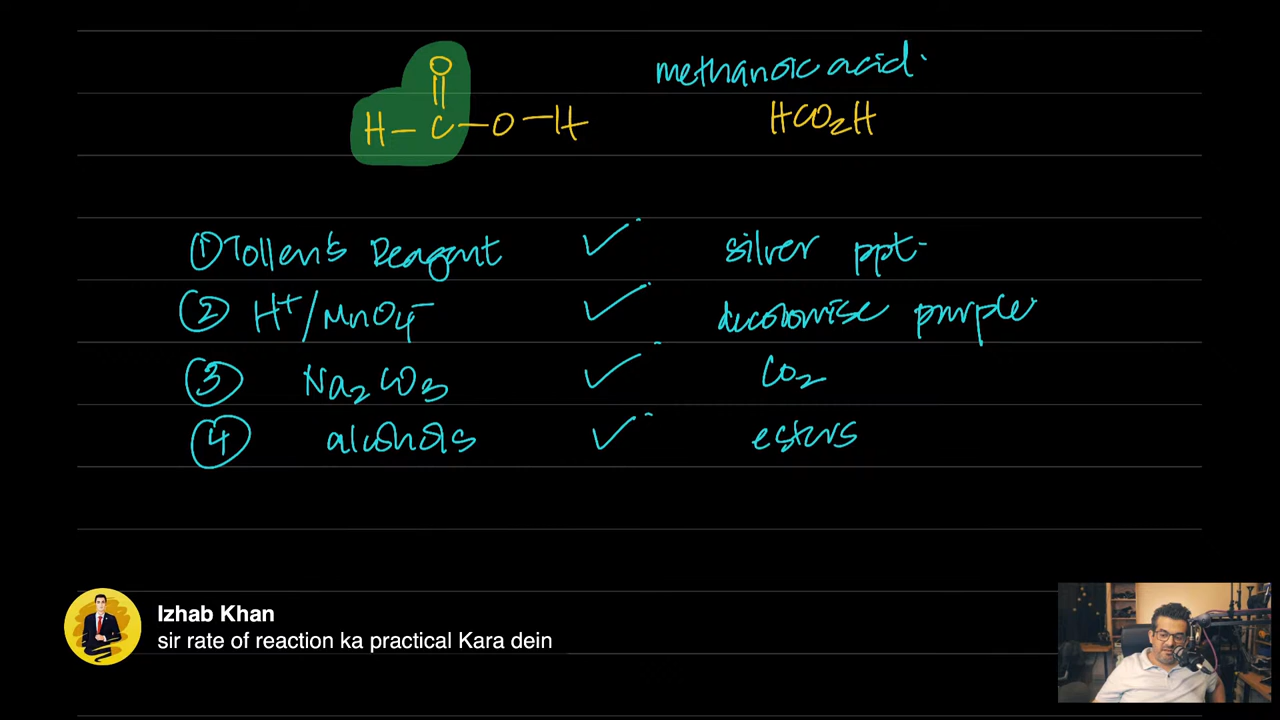 O
H-C-O-H
methanoic acid.
HCO2H
① Tollen's Reagent ✓ silver ppt.
② H+/MnO4- ✓ decolourise purple.
③ Na2CO3 ✓ CO2
④ alcohols ✓ esters
Izhab Khan
sir rate of reaction ka practical Kara dein